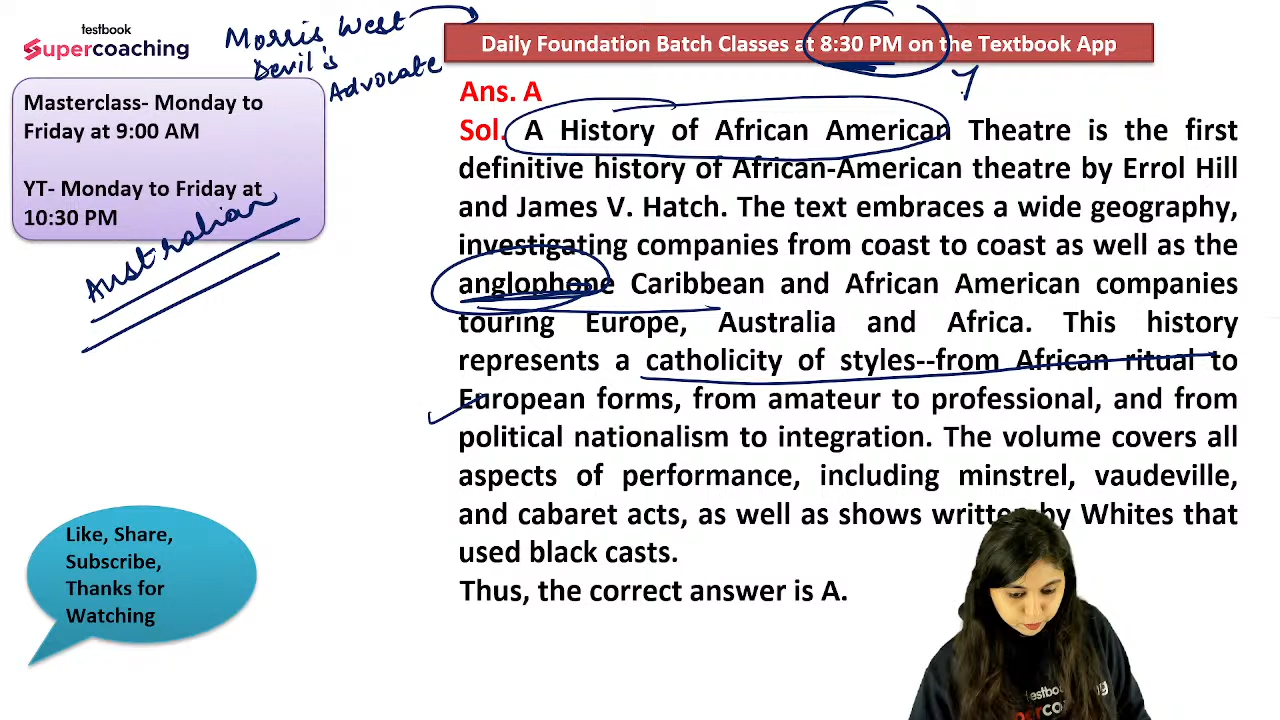 testbook
Supercoaching
Morris West
Devil's
Advocate
Daily Foundation Batch Classes at 8:30 PM on the Textbook App
Masterclass- Monday to
Friday at 9:00 AM
YT- Monday to Friday at
10:30 PM
Australian
Ans. A
Sol. A History of African American Theatre is the first
definitive history of African-American theatre by Errol Hill
and James V. Hatch. The text embraces a wide geography,
investigating companies from coast to coast as well as the
anglophone Caribbean and African American companies
touring Europe, Australia and Africa. This history
represents a catholicity of styles--from African ritual to
European forms, from amateur to professional, and from
political nationalism to integration. The volume covers all
aspects of performance, including minstrel, vaudeville,
and cabaret acts, as well as shows written by Whites that
used black casts.
Thus, the correct answer is A.
Like, Share,
Subscribe,
Thanks for
Watching